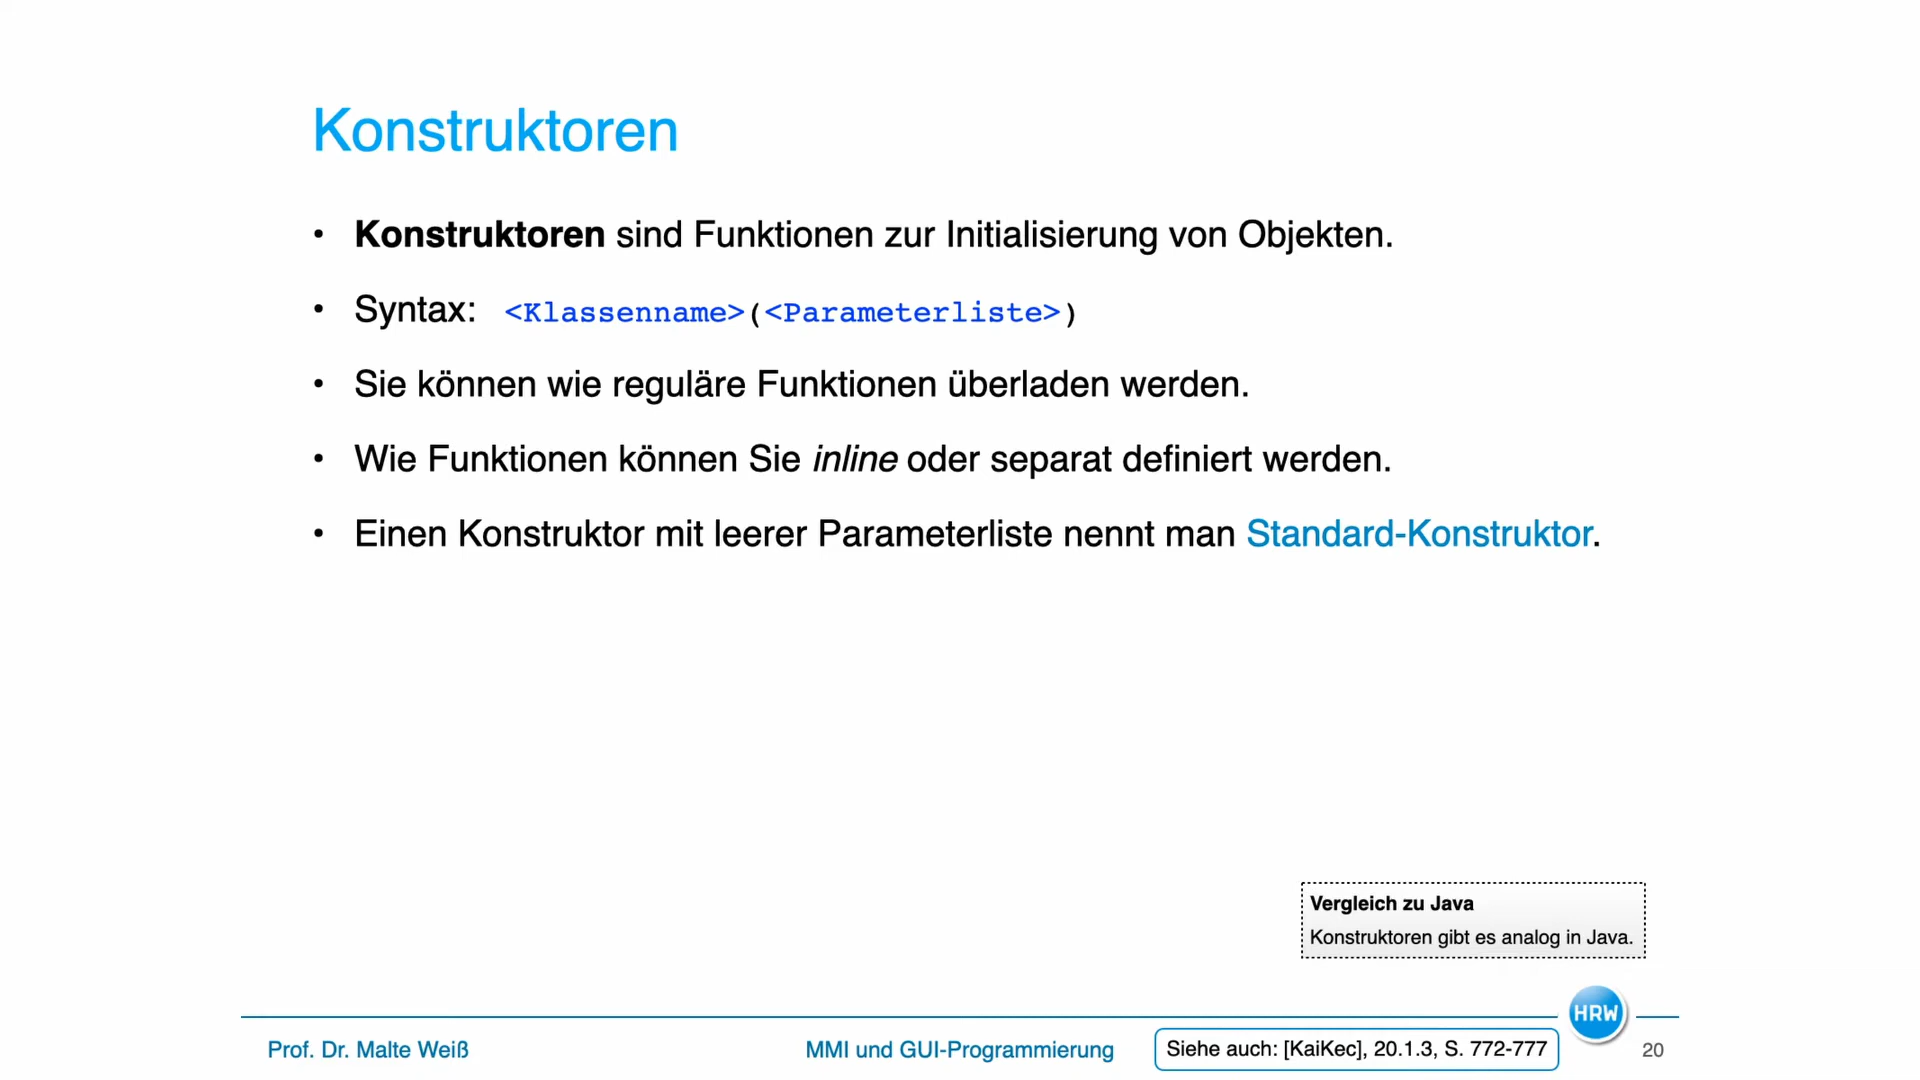 Konstruktoren
• Konstruktoren sind Funktionen zur Initialisierung von Objekten.
• Syntax: <Klassenname>(<Parameterliste>)
• Sie können wie reguläre Funktionen überladen werden.
• Wie Funktionen können Sie inline oder separat definiert werden.
• Einen Konstruktor mit leerer Parameterliste nennt man Standard-Konstruktor.
Vergleich zu Java
Konstruktoren gibt es analog in Java.
HRW
Prof. Dr. Malte Weiß MMI und GUI-Programmierung Siehe auch: [KaiKec], 20.1.3, S. 772-777 20